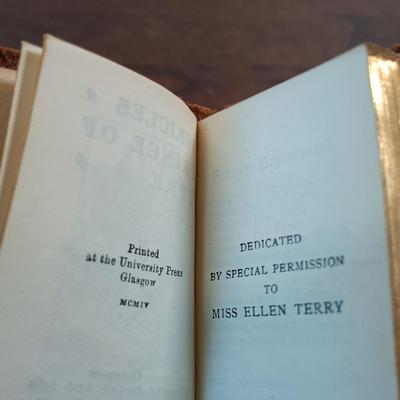 Printed
at the University Press
Glasgow
MCMIV
DEDICATED
BY SPECIAL PERMISSION
TO
MISS ELLEN TERRY